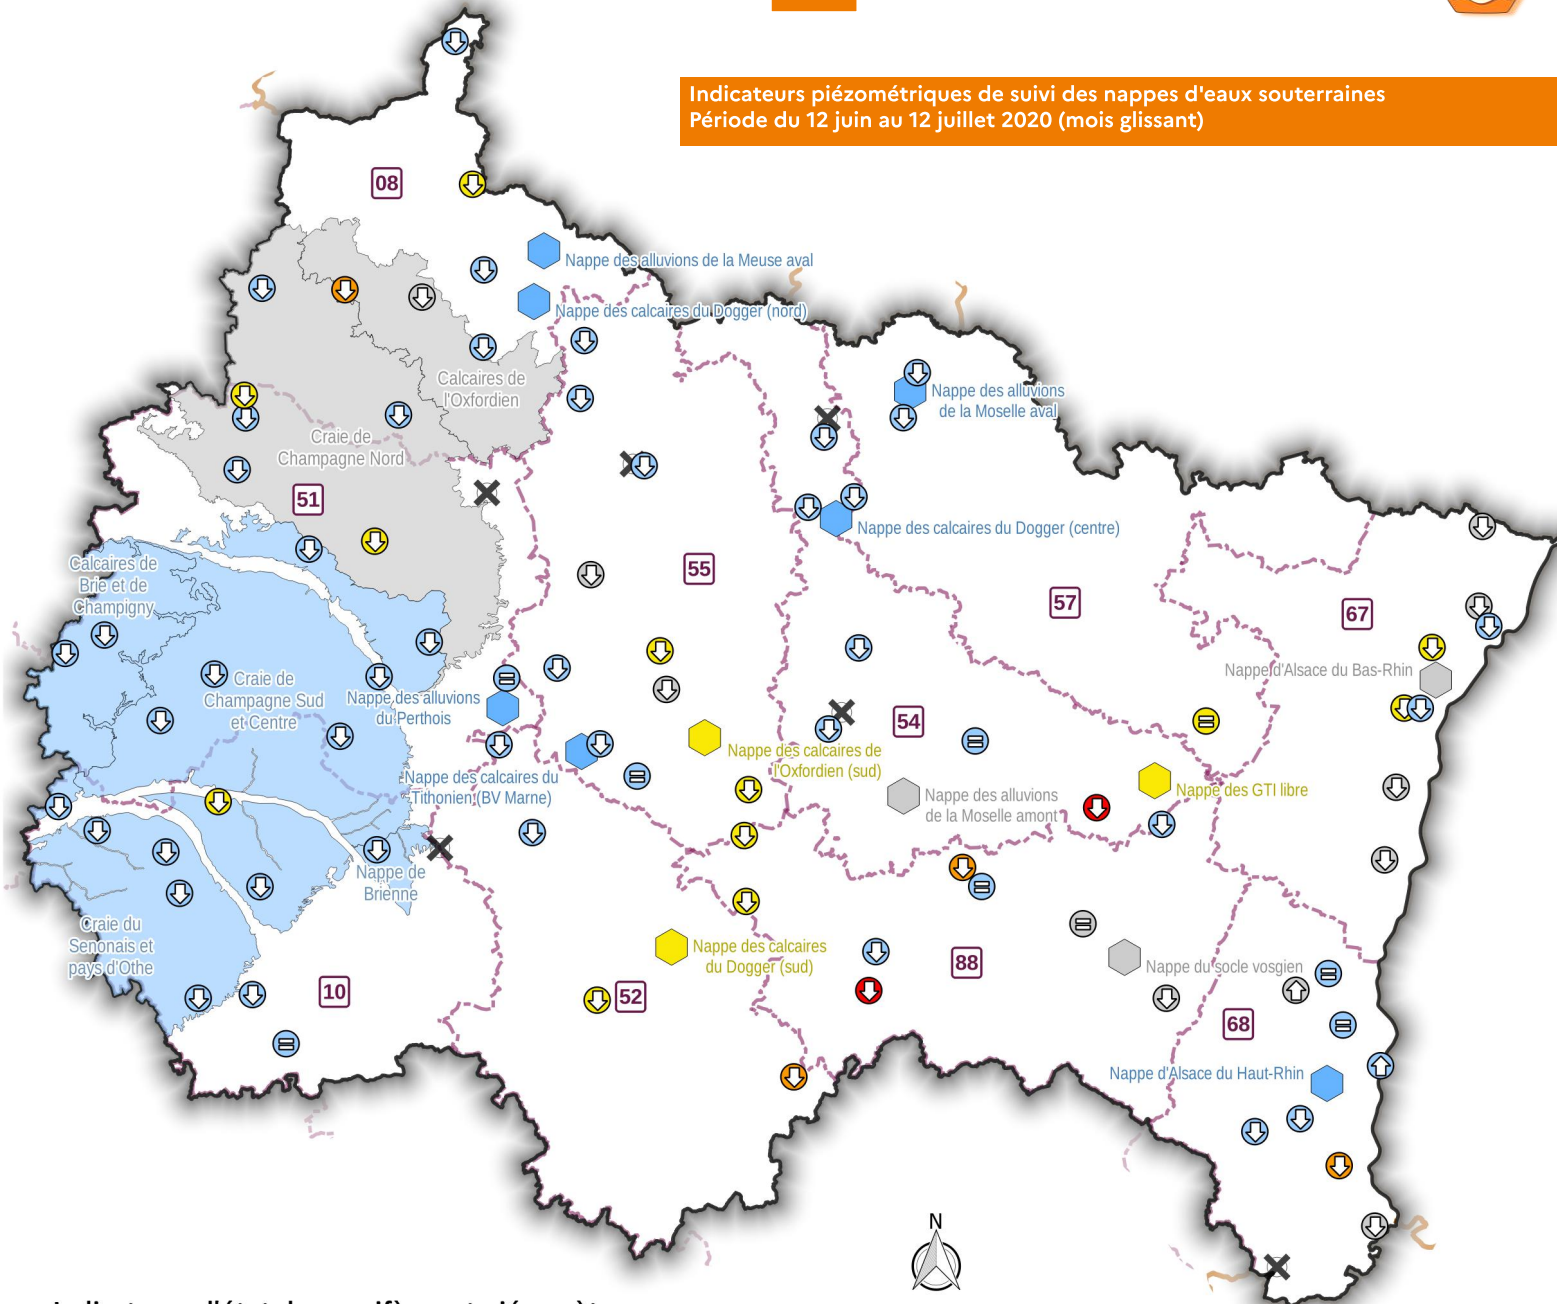 Indicateurs piézométriques de suivi des nappes d'eaux souterraines
Période du 12 juin au 12 juillet 2020 (mois glissant)
08
Nappe des alluvions de la Meuse aval
Nappe des calcaires du Dogger (nord)
Calcaires de
l'Oxfordien
Nappe des alluvions
de la Moselle aval
Craie de
Champagne Nord
51
Nappe des calcaires du Dogger (centre)
Calcaires de
Brie et de
Champigny
55
57
67
Nappe d'Alsace du Bas-Rhin
Craie de
Champagne Sud
et Centre
Nappe des alluvions
du Perthois
54
Nappe des calcaires de
l'Oxfordien (sud)
Nappe des calcaires du
Tithonien (BV Marne)
Nappe des GTI libre
Nappe des alluvions
de la Moselle amont
Nappe de
Brienne
Craie du
Senonais et
pays d'Othe
Nappe des calcaires
du Dogger (sud)
88
Nappe du socle vosgien
10
52
68
Nappe d'Alsace du Haut-Rhin
N